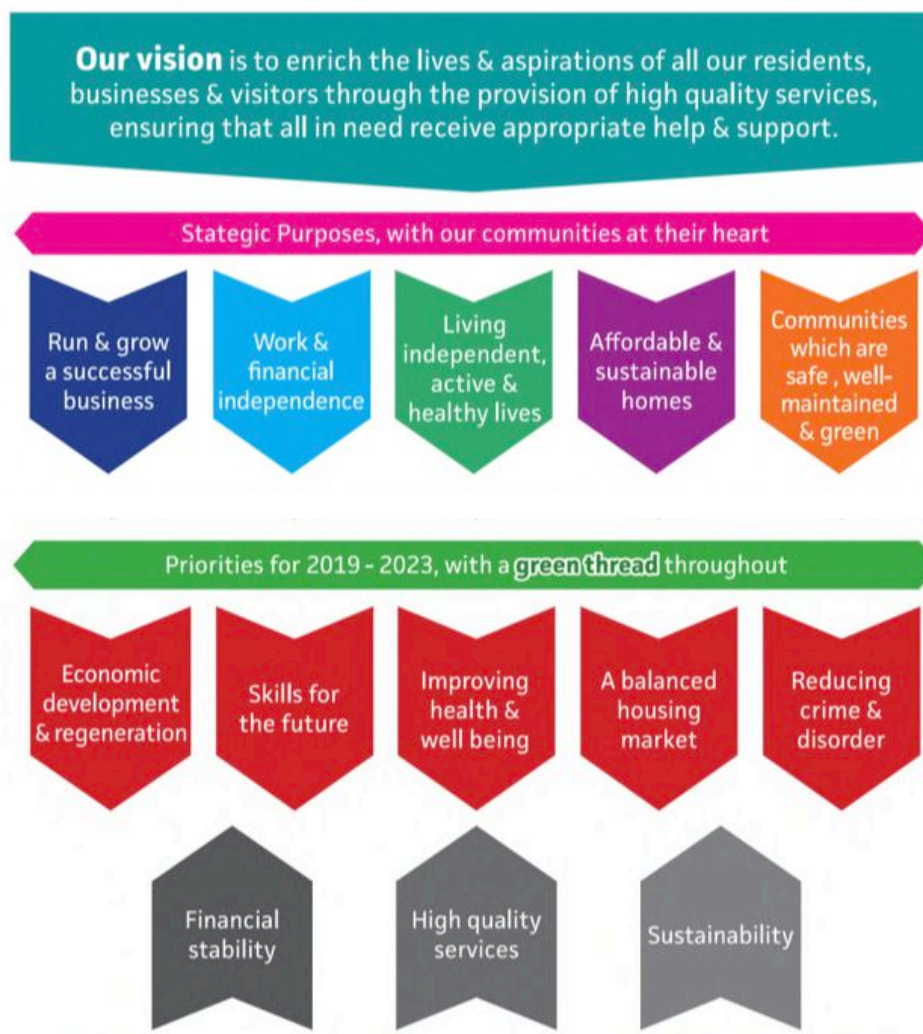 Our vision is to enrich the lives & aspirations of all our residents,
businesses & visitors through the provision of high quality services,
ensuring that all in need receive appropriate help & support.
Stategic Purposes, with our communities at their heart
Run & grow
a successful
business
Work &
financial
independence
Living
independent,
active &
healthy lives
Affordable &
sustainable
homes
Communities
which are
safe , well-
maintained
& green
Priorities for 2019 - 2023, with a green thread throughout
Economic
development
& regeneration
Skills for
the future
Improving
health &
well being
A balanced
housing
market
Reducing
crime &
disorder
Financial
stability
High quality
services
Sustainability